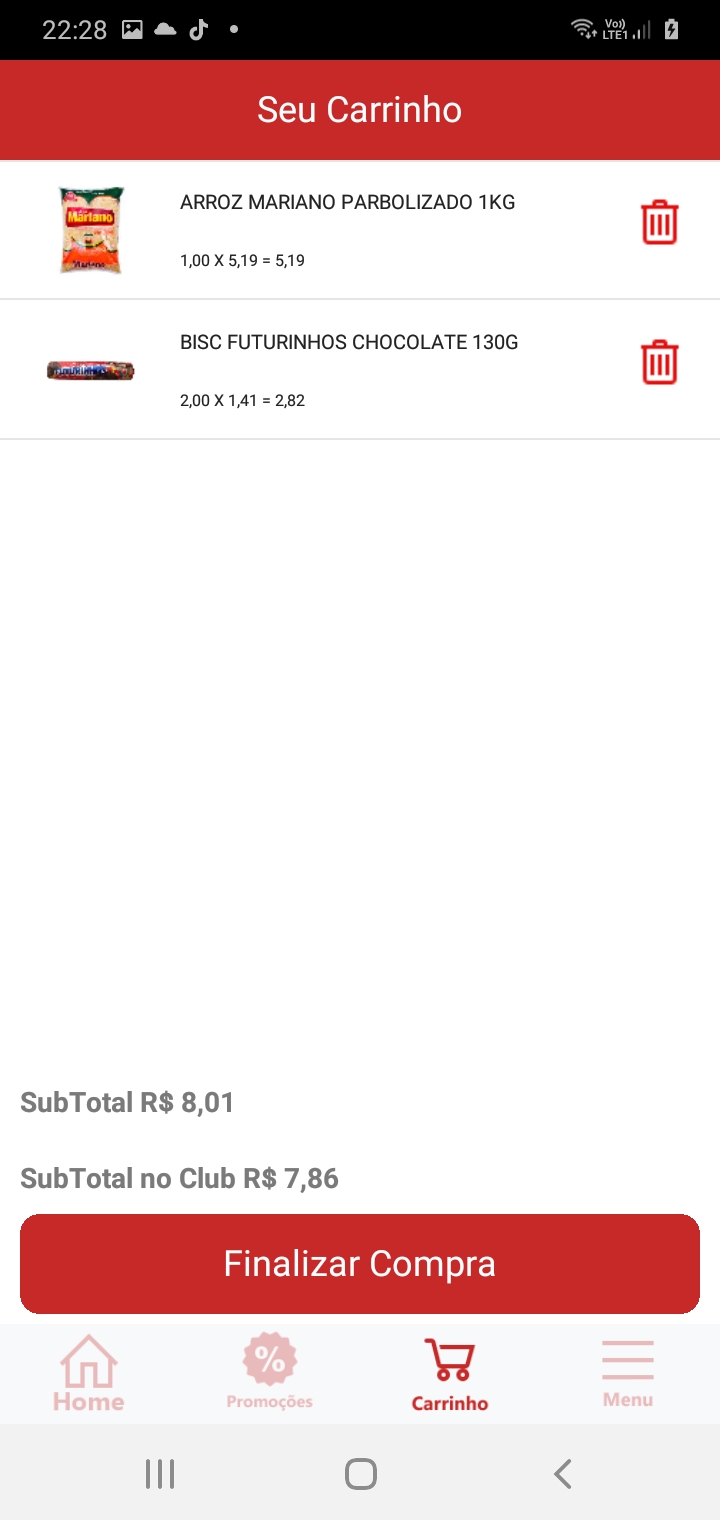 22:28
Vo))
LTE1
Seu Carrinho
ARROZ MARIANO PARBOLIZADO 1KG
Mariano
1,00 X 5,19 = 5,19
BISC FUTURINHOS CHOCOLATE 130G
2,00 X 1,41 = 2,82
SubTotal R$ 8,01
SubTotal no Club R$ 7,86
Finalizar Compra
%
Home
Promoções
Carrinho
Menu